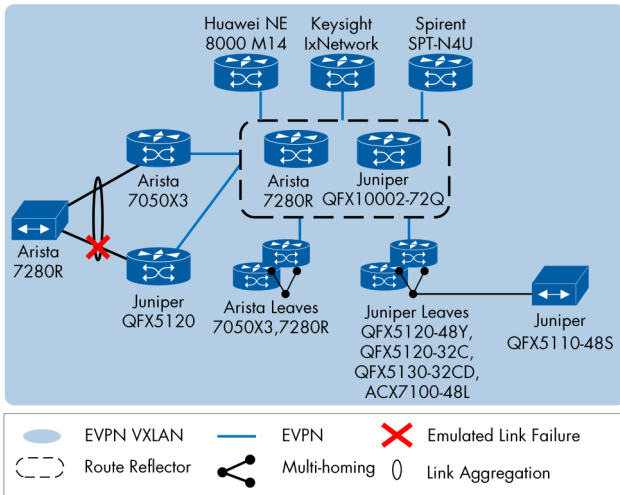 Huawei NE
8000 M14
Keysight
IxNetwork
Spirent
SPT-N4U
Arista
7050X3
Arista
7280R
Juniper
QFX10002-72Q
Arista
7280R
Juniper
QFX5120
Arista Leaves
7050X3,7280R
Juniper Leaves
QFX5120-48Y,
QFX5120-32C,
QFX5130-32CD,
ACX7100-48L
Juniper
QFX5110-48S
EVPN VXLAN
EVPN
Emulated Link Failure
Route Reflector
Multi-homing
Link Aggregation